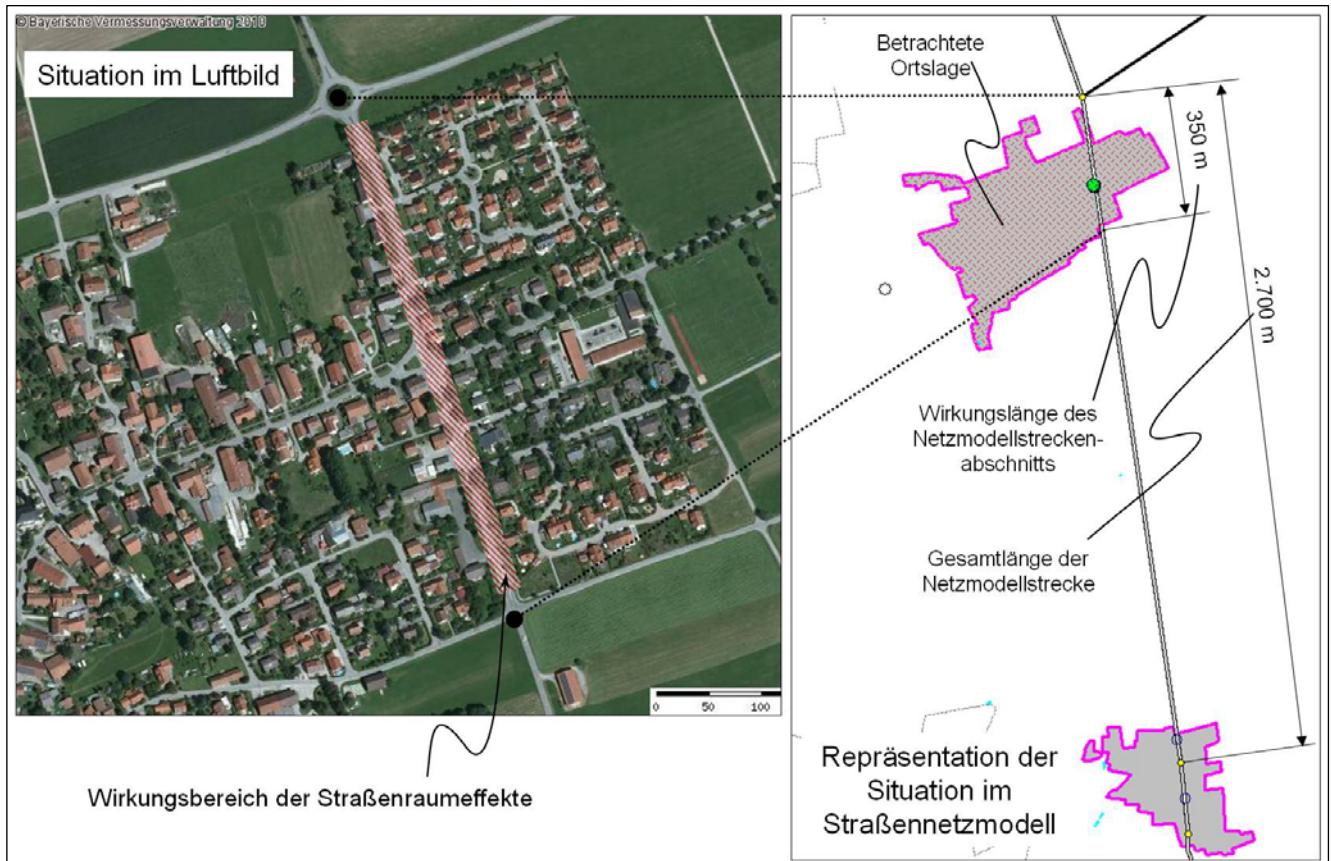 © Bayerische Vermessungsverwaltung 2010
Situation im Luftbild
0 50 100
Wirkungsbereich der Straßenraumeffekte
Betrachtete
Ortslage
350 m
2.700 m
Wirkungslänge des
Netzmodellstrecken-
abschnitts
Gesamtlänge der
Netzmodellstrecke
Repräsentation der
Situation im
Straßennetzmodell